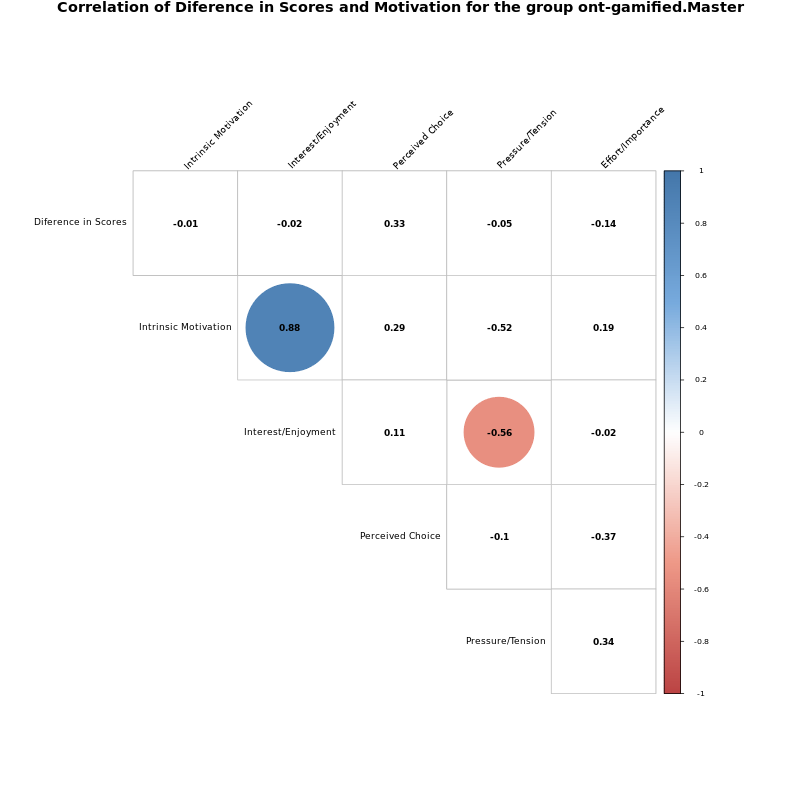 Correlation of Diference in Scores and Motivation for the group ont-gamified.Master
Intrinsic Motivation
Interest/Enjoyment
Perceived Choice
Pressure/Tension
Effort/Importance
Diference in Scores
-0.01
-0.02
0.33
-0.05
-0.14
Intrinsic Motivation
0.88
0.29
-0.52
0.19
Interest/Enjoyment
0.11
-0.56
-0.02
Perceived Choice
-0.1
-0.37
Pressure/Tension
0.34
1
0.8
0.6
0.4
0.2
0
-0.2
-0.4
-0.6
-0.8
-1